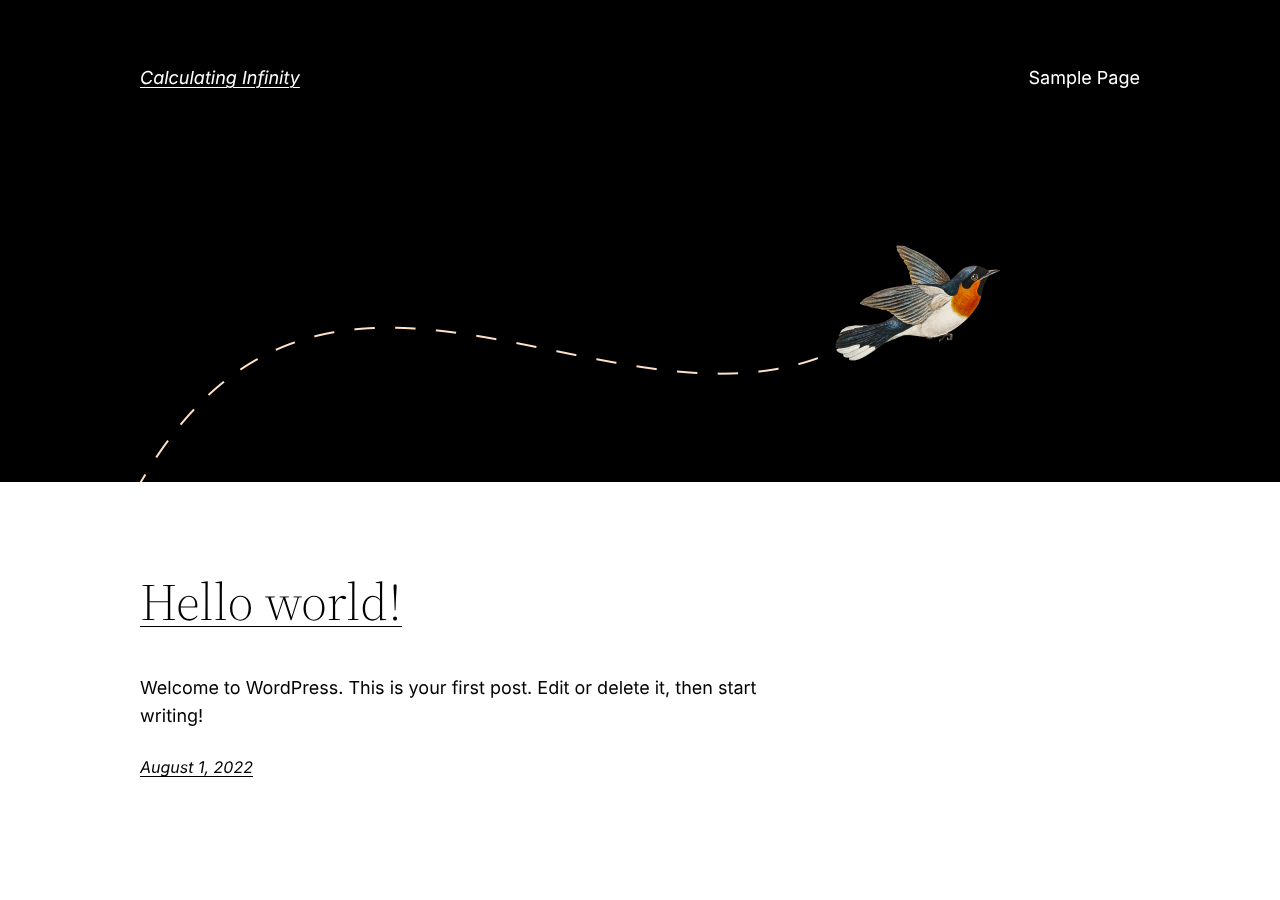 Calculating Infinity
Sample Page
Hello world!
Welcome to WordPress. This is your first post. Edit or delete it, then start
writing!
August 1, 2022